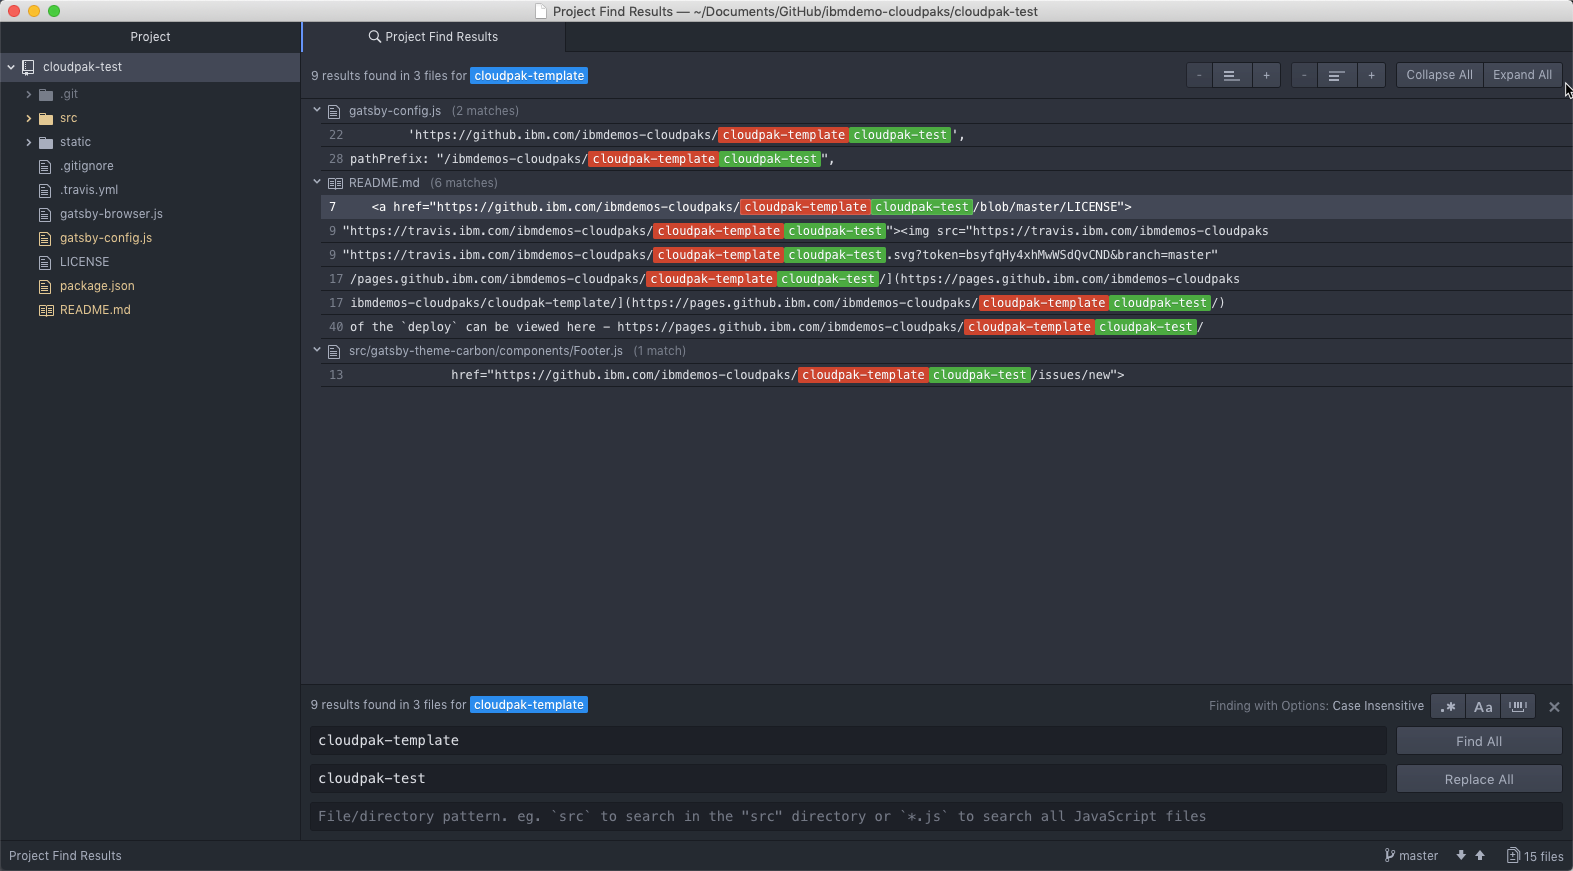 Project Find Results — ~/Documents/GitHub/ibmdemo-cloudpaks/cloudpak-test
Project
Project Find Results
cloudpak-test
.git
src
static
.gitignore
.travis.yml
gatsby-browser.js
gatsby-config.js
LICENSE
package.json
README.md
9 results found in 3 files for cloudpak-template
- + - + Collapse All Expand All
gatsby-config.js (2 matches)
22 'https://github.ibm.com/ibmdemos-cloudpaks/cloudpak-template cloudpak-test',
28 pathPrefix: "/ibmdemos-cloudpaks/cloudpak-template cloudpak-test",
README.md (6 matches)
7 <a href="https://github.ibm.com/ibmdemos-cloudpaks/cloudpak-template cloudpak-test/blob/master/LICENSE">
9 "https://travis.ibm.com/ibmdemos-cloudpaks/cloudpak-template cloudpak-test"><img src="https://travis.ibm.com/ibmdemos-cloudpaks
9 "https://travis.ibm.com/ibmdemos-cloudpaks/cloudpak-template cloudpak-test.svg?token=bsyfqHy4xhMwWSdQvCND&branch=master"
17 /pages.github.ibm.com/ibmdemos-cloudpaks/cloudpak-template cloudpak-test/](https://pages.github.ibm.com/ibmdemos-cloudpaks
17 ibmdemos-cloudpaks/cloudpak-template/](https://pages.github.ibm.com/ibmdemos-cloudpaks/cloudpak-template cloudpak-test/)
40 of the `deploy` can be viewed here - https://pages.github.ibm.com/ibmdemos-cloudpaks/cloudpak-template cloudpak-test/
src/gatsby-theme-carbon/components/Footer.js (1 match)
13 href="https://github.ibm.com/ibmdemos-cloudpaks/cloudpak-template cloudpak-test/issues/new">
9 results found in 3 files for cloudpak-template
Finding with Options: Case Insensitive .* Aa
cloudpak-template
Find All
cloudpak-test
Replace All
File/directory pattern. eg. `src` to search in the "src" directory or `*.js` to search all JavaScript files
Project Find Results
master
15 files